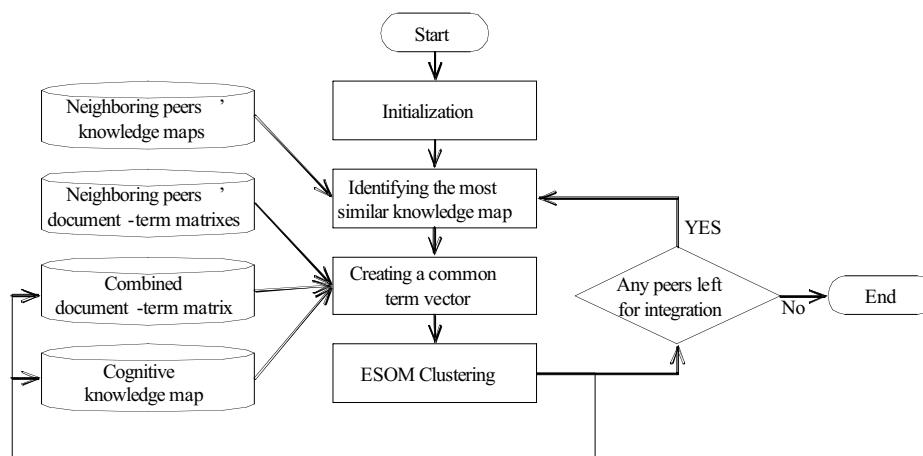 Start
Initialization
Neighboring peers ’
knowledge maps
Identifying the most
similar knowledge map
Neighboring peers’
document -term matrixes
YES
Creating a common
term vector
Combined
document -term matrix
Any peers left
for integration
No
End
ESOM Clustering
Cognitive
knowledge map